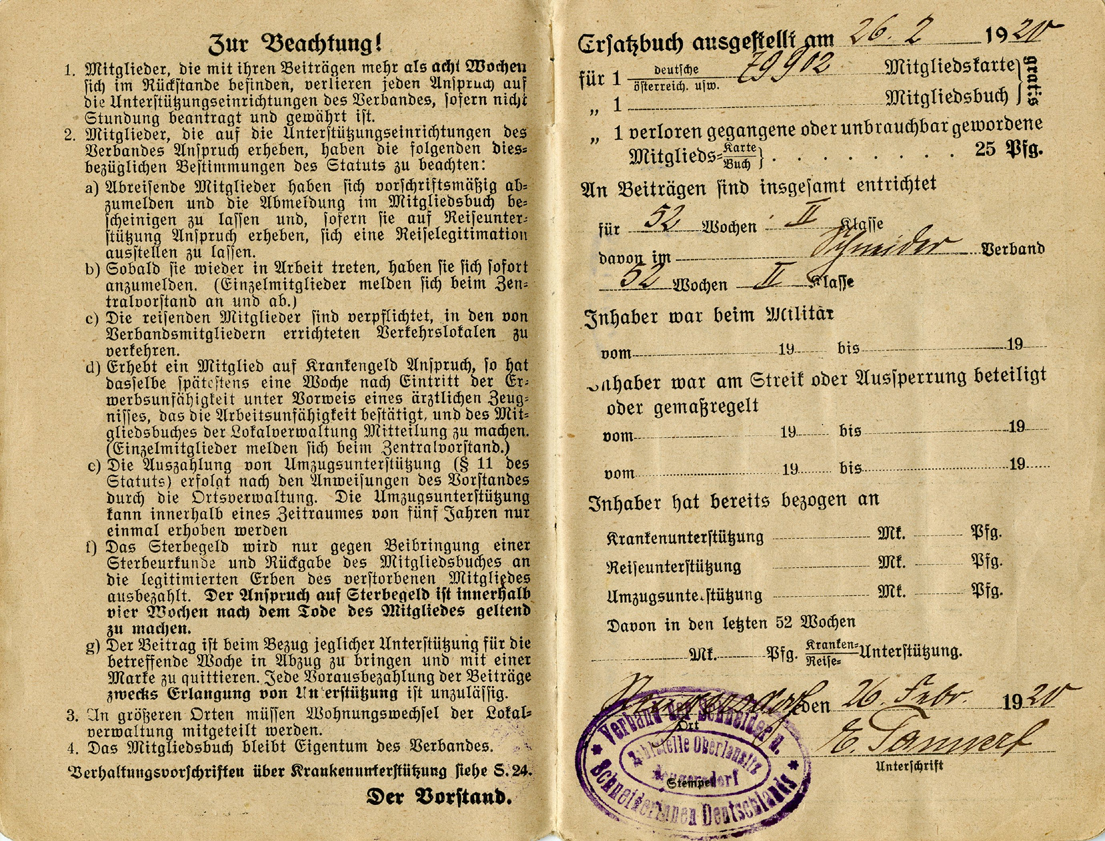 Zur Beachtung!
1. Mitglieder, die mit ihren Beiträgen mehr als acht Wochen
sich im Rückstande befinden, verlieren jeden Anspruch auf
die Unterstützungseinrichtungen des Verbandes, sofern nicht
Stundung beantragt und gewährt ist.
2. Mitglieder, die auf die Unterstützungseinrichtungen des
Verbandes Anspruch erheben, haben die folgenden dies-
bezüglichen Bestimmungen des Statuts zu beachten:
a) Abreisende Mitglieder haben sich vorschriftsmäßig ab-
zumelden und die Abmeldung im Mitgliedsbuch be-
scheinigen zu lassen und, sofern sie auf Reiseunter-
stützung Anspruch erheben, sich eine Reiselegitimation
ausstellen zu lassen.
b) Sobald sie wieder in Arbeit treten, haben sie sich sofort
anzumelden. (Einzelmitglieder melden sich beim Zen-
tralvorstand an und ab.)
c) Die reisenden Mitglieder sind verpflichtet, in den von
Verbandsmitgliedern errichteten Verkehrslokalen zu
verkehren.
d) Erhebt ein Mitglied auf Krankengeld Anspruch, so hat
dasselbe spätestens eine Woche nach Eintritt der Er-
werbsunfähigkeit unter Vorweis eines ärztlichen Zeug-
nisses, das die Arbeitsunfähigkeit bestätigt, und des Mit-
gliedsbuches der Lokalverwaltung Mitteilung zu machen.
(Einzelmitglieder melden sich beim Zentralvorstand.)
e) Die Auszahlung von Umzugsunterstützung (§ 11 des
Statuts) erfolgt nach den Anweisungen des Vorstandes
durch die Ortsverwaltung. Die Umzugsunterstützung
kann innerhalb eines Zeitraumes von fünf Jahren nur
einmal erhoben werden
f) Das Sterbegeld wird nur gegen Beibringung einer
Sterbeurkunde und Rückgabe des Mitgliedsbuches an
die legitimierten Erben des verstorbenen Mitgliedes
ausbezahlt. Der Anspruch auf Sterbegeld ist innerhalb
vier Wochen nach dem Tode des Mitgliedes geltend
zu machen.
g) Der Beitrag ist beim Bezug jeglicher Unterstützung für die
betreffende Woche in Abzug zu bringen und mit einer
Marke zu quittieren. Jede Vorausbezahlung der Beiträge
zwecks Erlangung von Unterstützung ist unzulässig.
3. In größeren Orten müssen Wohnungswechsel der Lokal-
verwaltung mitgeteilt werden.
4. Das Mitgliedsbuch bleibt Eigentum des Verbandes.
Verhaltungsvorschriften über Krankenunterstützung siehe S. 24.
Der Vorstand.
Ersatzbuch ausgestellt am 26. 2 1920
für 1 deutsche österreich. usw. 79902 Mitgliedskarte
„ 1 Mitgliedsbuch gratis
„ 1 verloren gegangene oder unbrauchbar gewordene
Mitglieds- Karte Buch 25 Pfg.
An Beiträgen sind insgesamt entrichtet
für 52 Wochen II Klasse
davon im Schneider Verband
52 Wochen II Klasse
Inhaber war beim Militär
vom 19 bis 19
Inhaber war am Streik oder Aussperrung beteiligt
oder gemaßregelt
vom 19 bis 19
vom 19 bis 19
Inhaber hat bereits bezogen an
Krankenunterstützung Mk. Pfg.
Reiseunterstützung Mk. Pfg.
Umzugsunterstützung Mk. Pfg.
Davon in den letzten 52 Wochen
Mk. Pfg. Kranken- Reise- Unterstützung.
Neugersdorf den 26. Febr. 1920
Ort
E. Tannert
Unterschrift
Stempel
Verband der Schneider u.
Schneiderinnen Deutschlands
Zahlstelle Oberlausitz
Neugersdorf